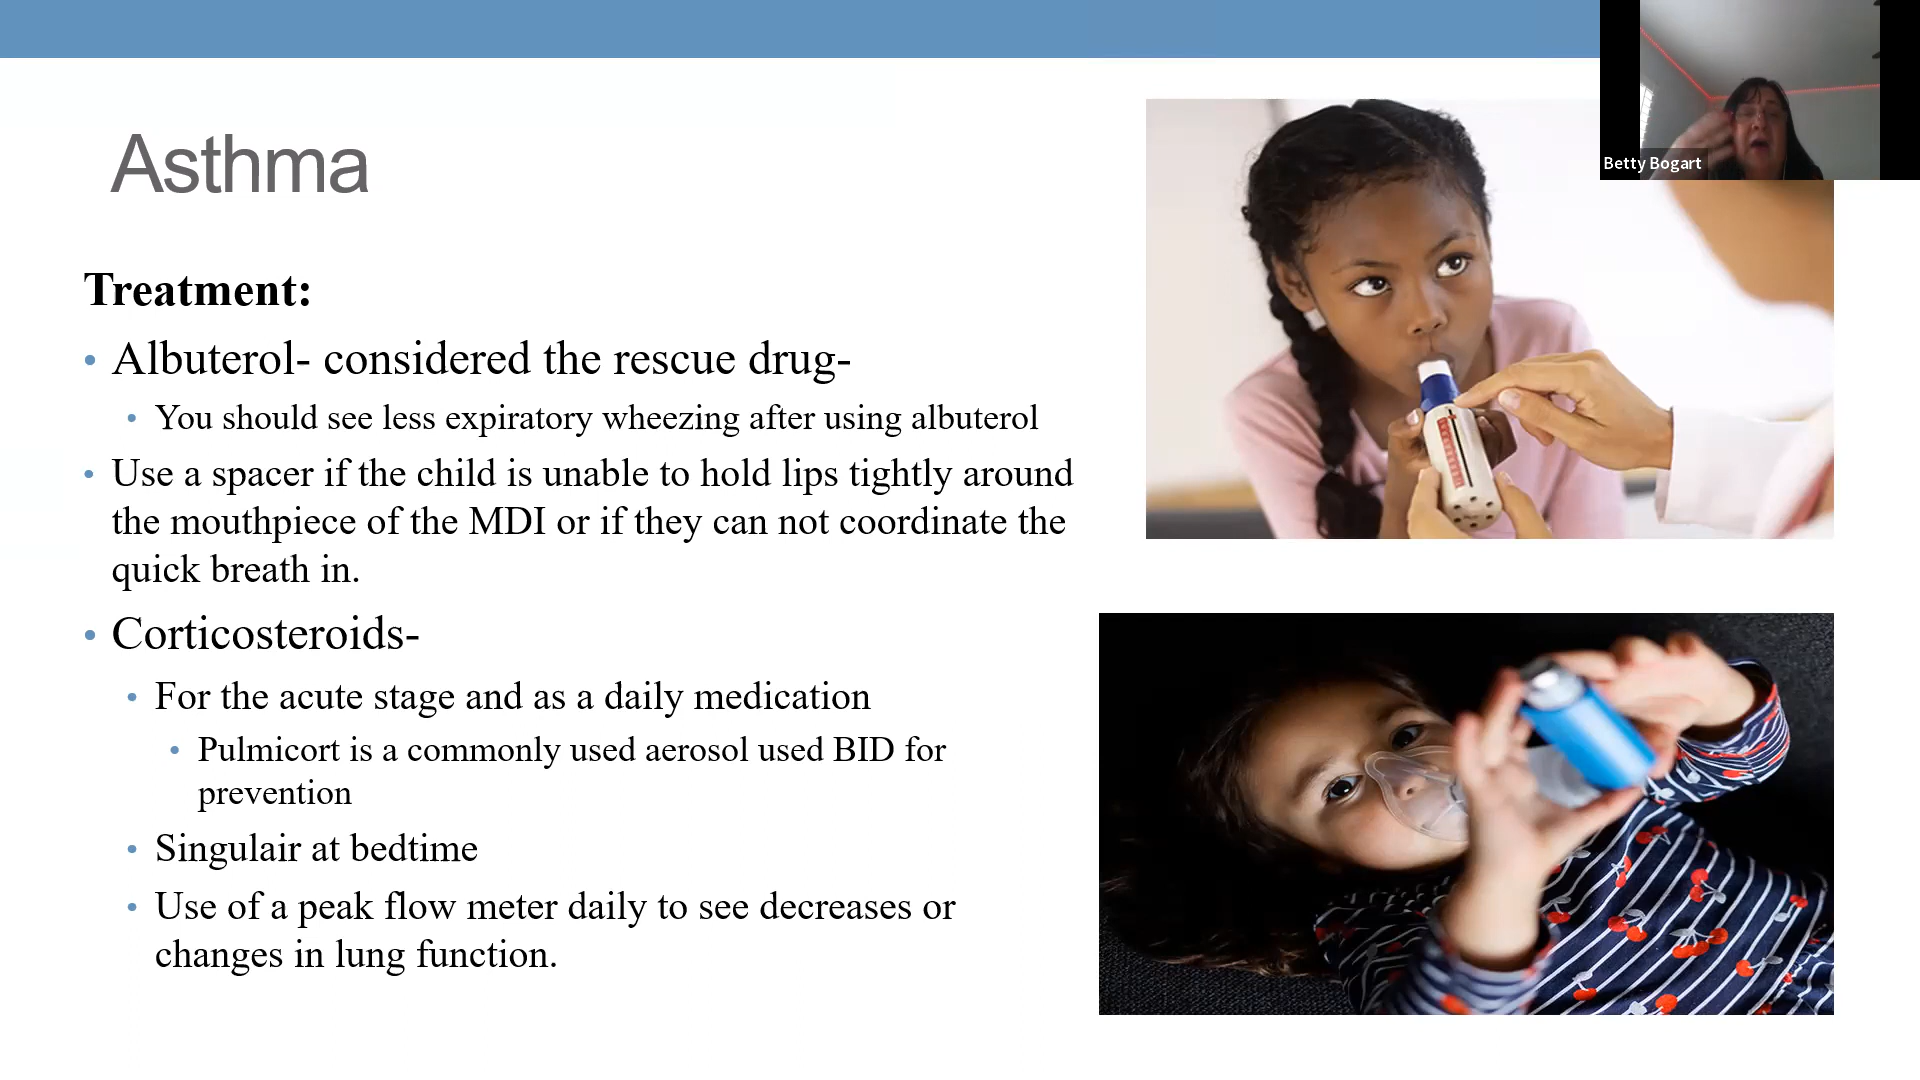 Betty Bogart
Asthma
Treatment:
• Albuterol- considered the rescue drug-
• You should see less expiratory wheezing after using albuterol
• Use a spacer if the child is unable to hold lips tightly around
the mouthpiece of the MDI or if they can not coordinate the
quick breath in.
• Corticosteroids-
• For the acute stage and as a daily medication
• Pulmicort is a commonly used aerosol used BID for
prevention
• Singulair at bedtime
• Use of a peak flow meter daily to see decreases or
changes in lung function.